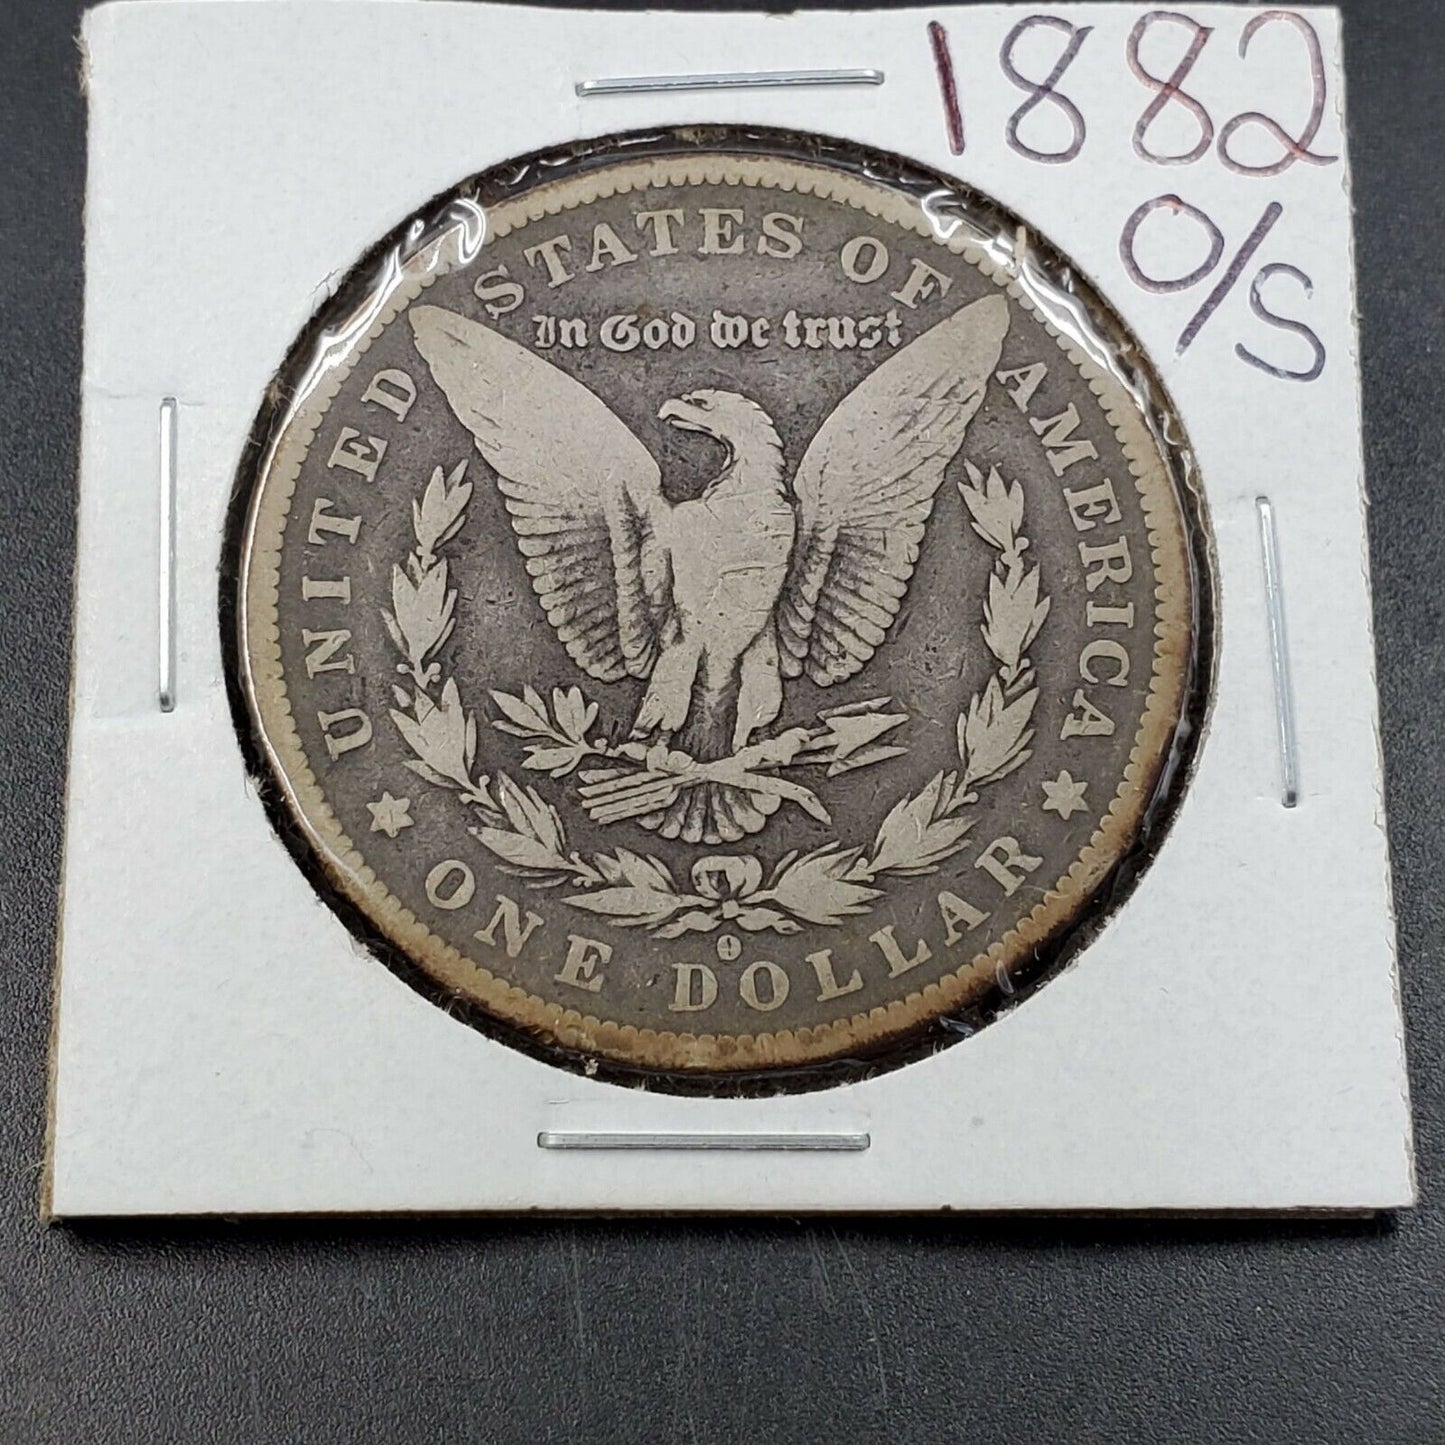 1882
O/S
UNITED STATES OF AMERICA
In God we trust
O
ONE DOLLAR